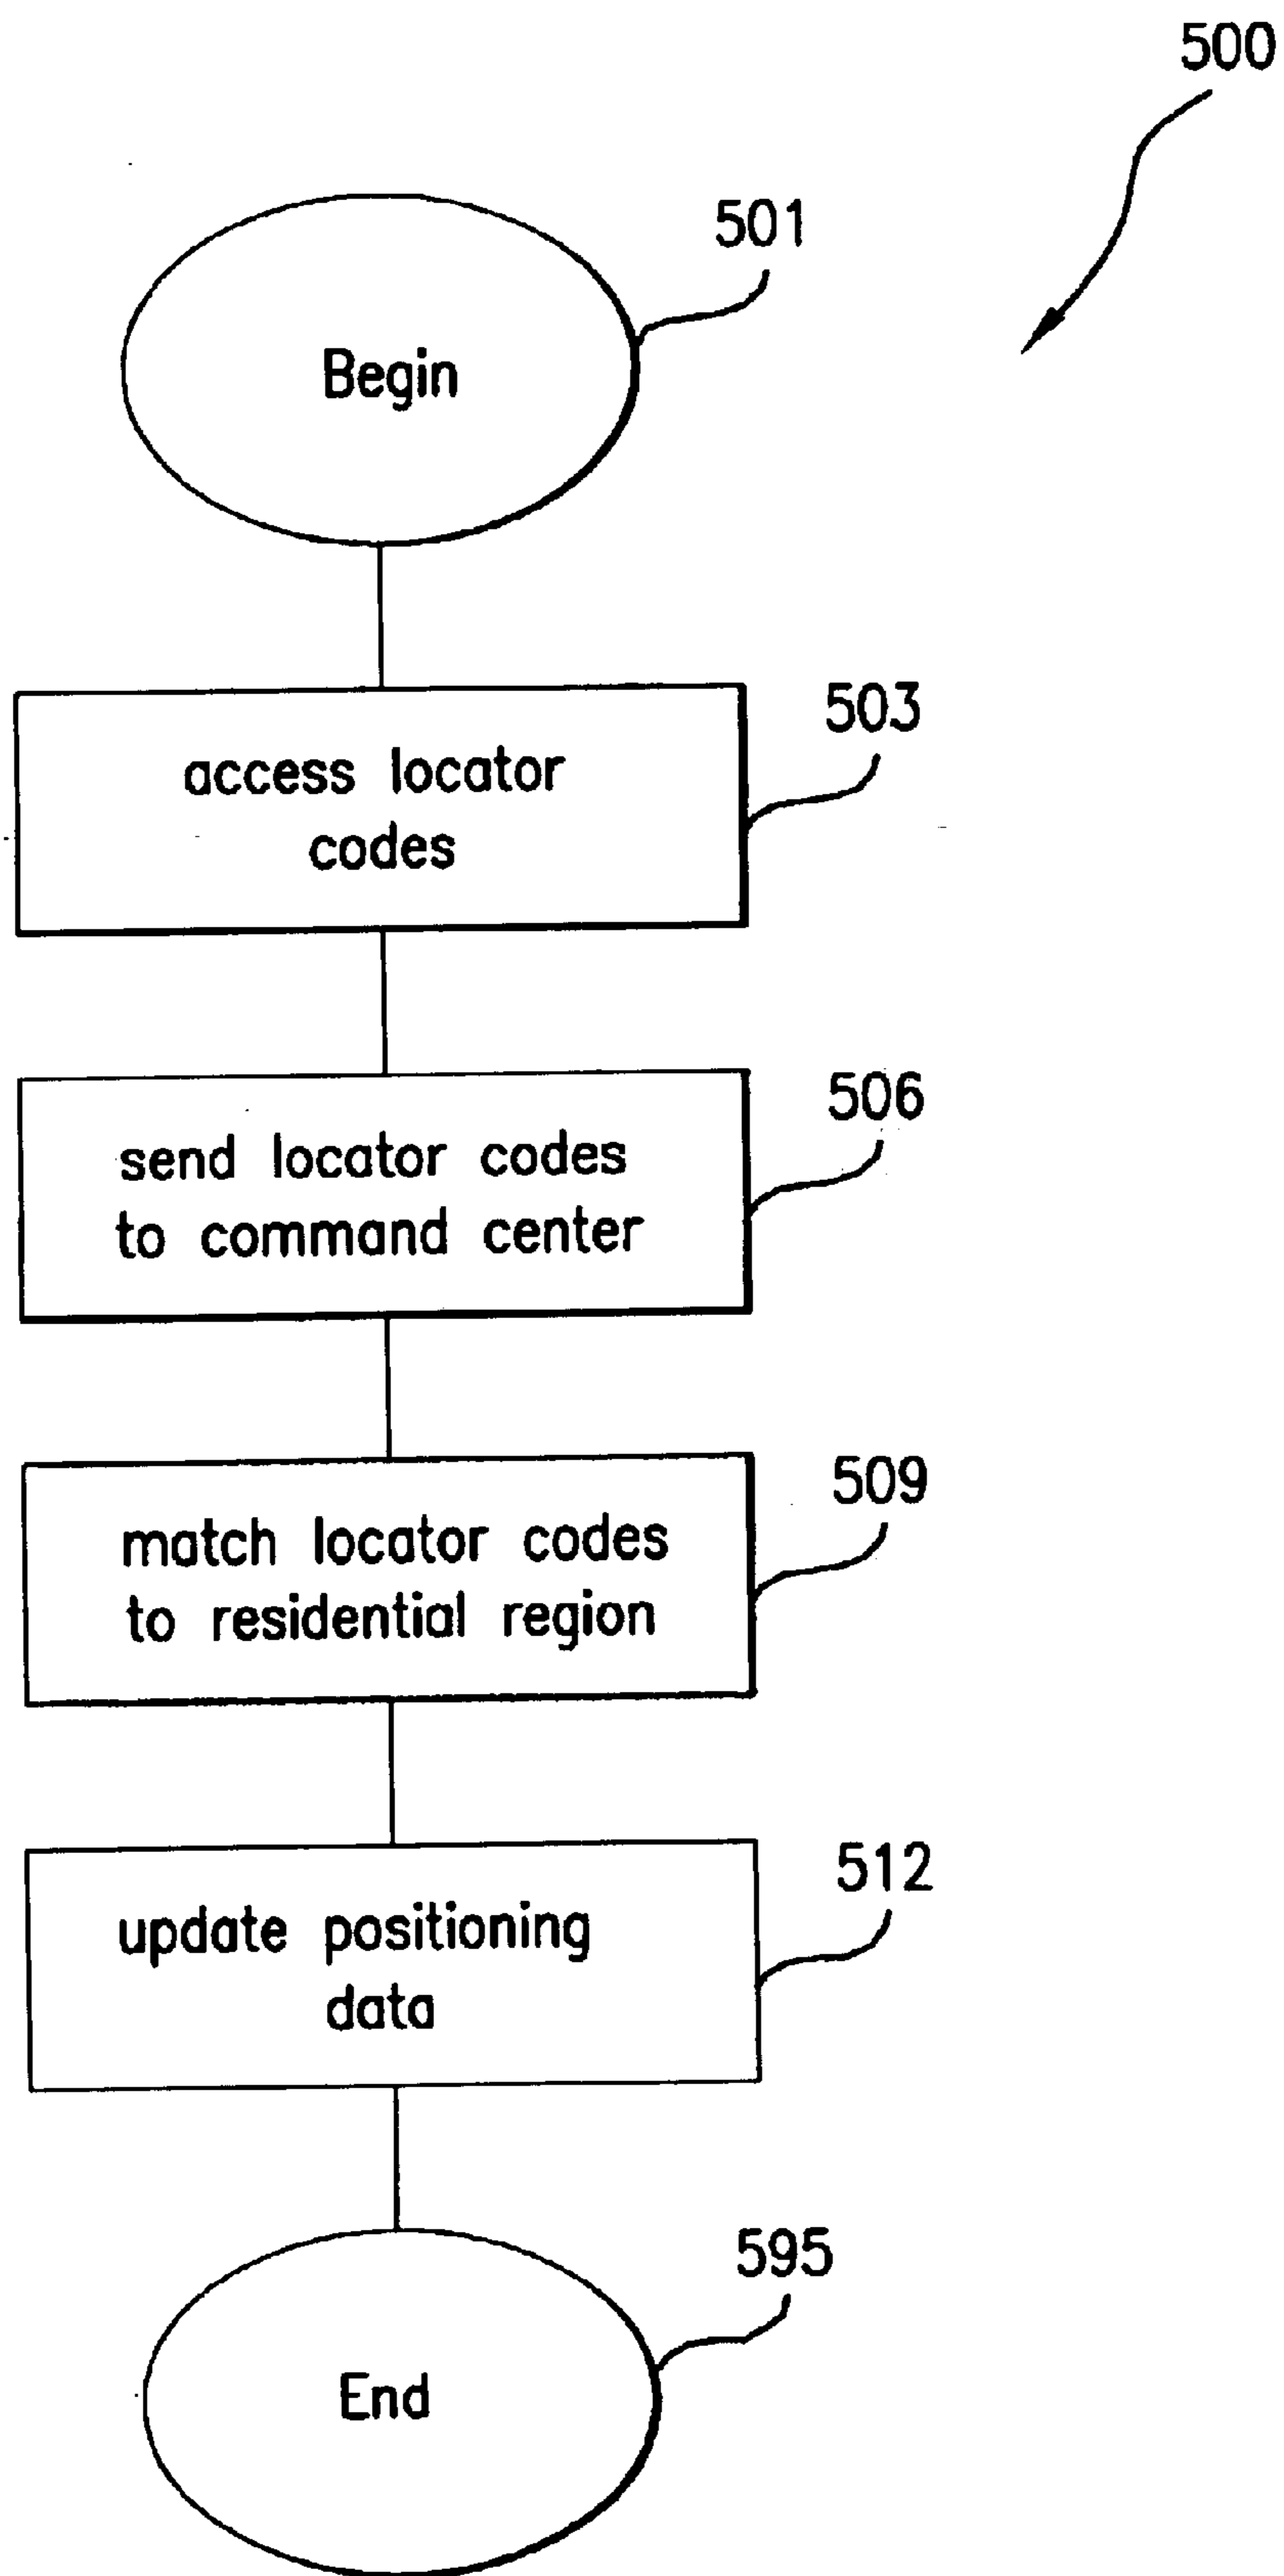 500
501
Begin
503
access locator
codes
506
send locator codes
to command center
509
match locator codes
to residential region
512
update positioning
data
595
End